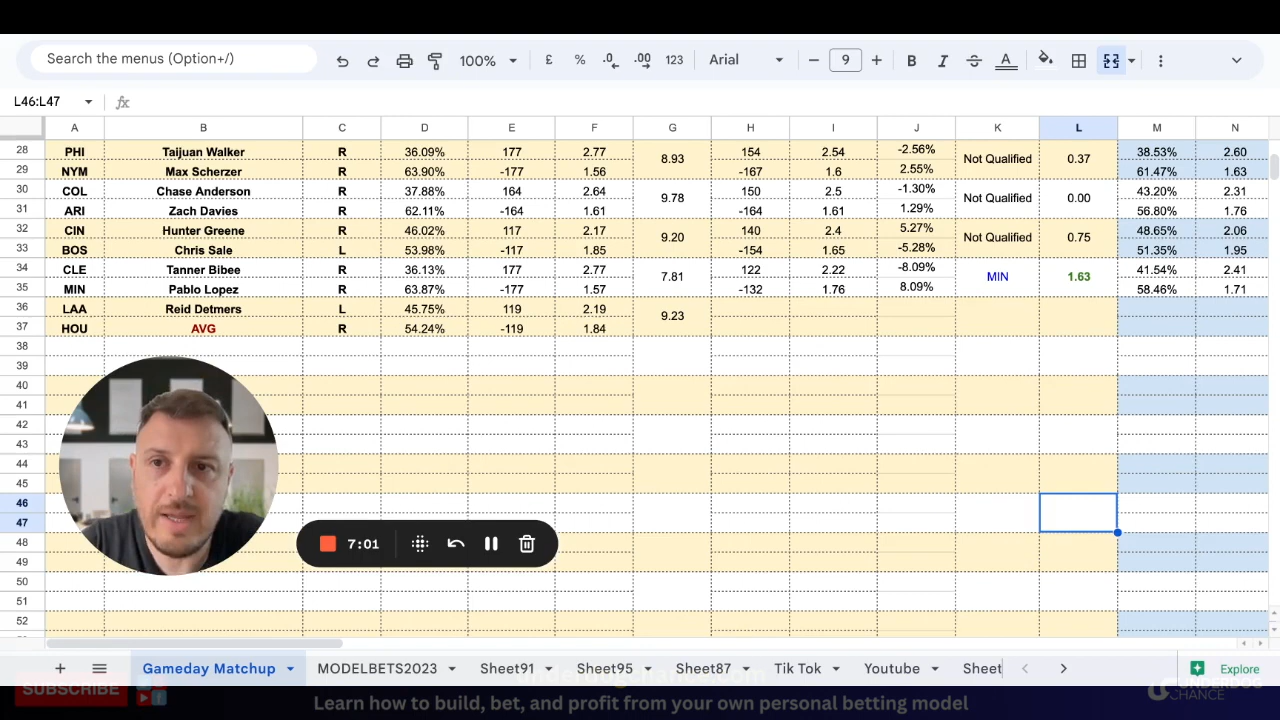 Search the menus (Option+/) 100% £ % .0 .00 123 Arial 9 B I S A
L46:L47 fx
A B C D E F G H I J K L M N
28 PHI Taijuan Walker R 36.09% 177 2.77 8.93 154 2.54 -2.56% Not Qualified 0.37 38.53% 2.60
29 NYM Max Scherzer R 63.90% -177 1.56 -167 1.6 2.55% 61.47% 1.63
30 COL Chase Anderson R 37.88% 164 2.64 9.78 150 2.5 -1.30% Not Qualified 0.00 43.20% 2.31
31 ARI Zach Davies R 62.11% -164 1.61 -164 1.61 1.29% 56.80% 1.76
32 CIN Hunter Greene R 46.02% 117 2.17 9.20 140 2.4 5.27% Not Qualified 0.75 48.65% 2.06
33 BOS Chris Sale L 53.98% -117 1.85 -154 1.65 -5.28% 51.35% 1.95
34 CLE Tanner Bibee R 36.13% 177 2.77 7.81 122 2.22 -8.09% MIN 1.63 41.54% 2.41
35 MIN Pablo Lopez R 63.87% -177 1.57 -132 1.76 8.09% 58.46% 1.71
36 LAA Reid Detmers L 45.75% 119 2.19 9.23
37 HOU AVG R 54.24% -119 1.84
38
39
40
41
42
43
44
45
46
47
48
49
50
51
52
7:01
+ Gameday Matchup MODELBETS2023 Sheet91 Sheet95 Sheet87 Tik Tok Youtube Sheet Explore
SUBSCRIBE underdogchance.com UNDERDOG
CHANCE
Learn how to build, bet, and profit from your own personal betting model